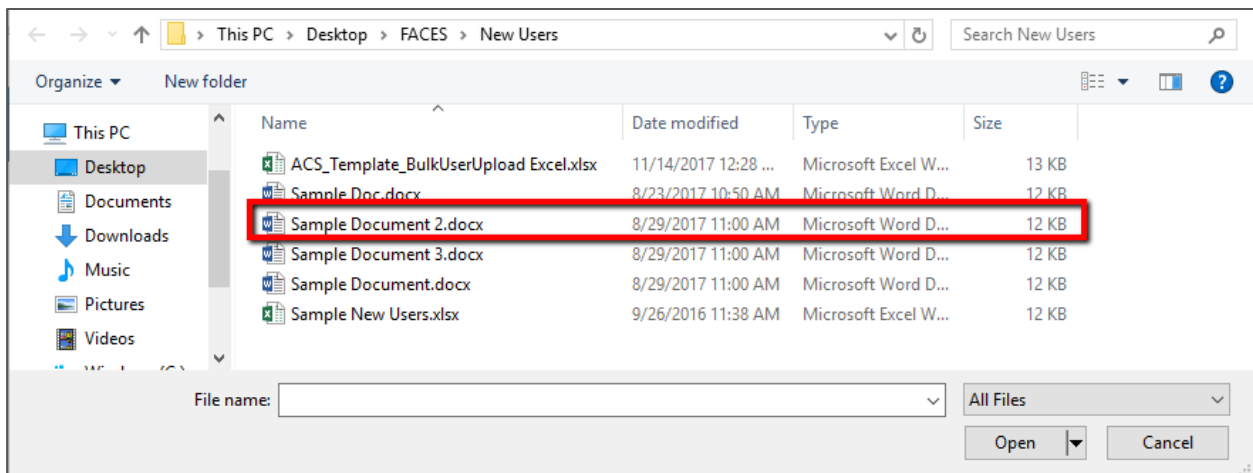 This PC > Desktop > FACES > New Users
Search New Users
Organize
New folder
Name Date modified Type Size
This PC
Desktop
Documents
Downloads
Music
Pictures
Videos
ACS_Template_BulkUserUpload Excel.xlsx 11/14/2017 12:28 ... Microsoft Excel W... 13 KB
Sample Doc.docx 8/23/2017 10:50 AM Microsoft Word D... 12 KB
Sample Document 2.docx 8/29/2017 11:00 AM Microsoft Word D... 12 KB
Sample Document 3.docx 8/29/2017 11:00 AM Microsoft Word D... 12 KB
Sample Document.docx 8/29/2017 11:00 AM Microsoft Word D... 12 KB
Sample New Users.xlsx 9/26/2016 11:38 AM Microsoft Excel W... 12 KB
File name:
All Files
Open
Cancel